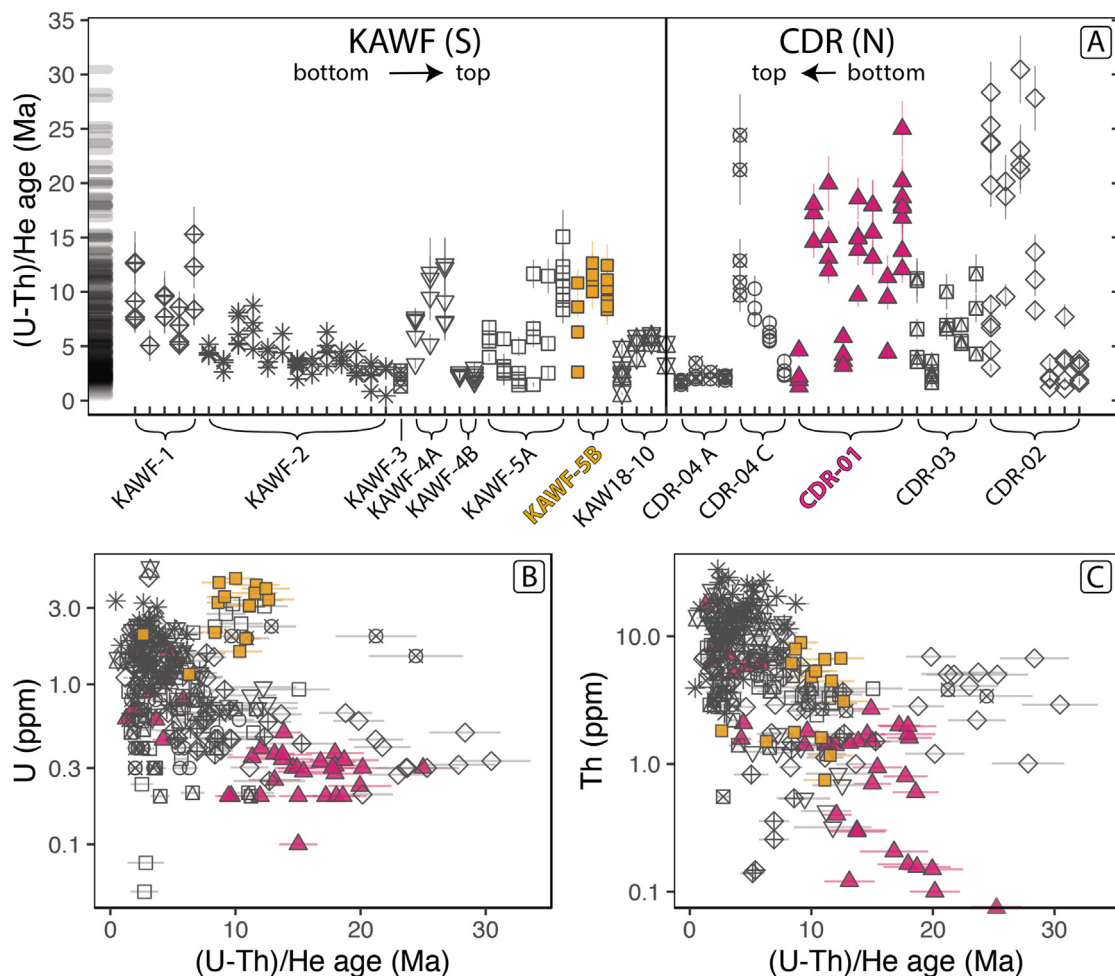 KAWF (S)
bottom → top
CDR (N)
top ← bottom
A
(U-Th)/He age (Ma)
35
30
25
20
15
10
5
0
KAWF-1
KAWF-2
KAWF-3
KAWF-4A
KAWF-4B
KAWF-5A
KAWF-5B
KAW18-10
CDR-04 A
CDR-04 C
CDR-01
CDR-03
CDR-02
B
U (ppm)
3.0
1.0
0.3
0.1
0 10 20 30
(U-Th)/He age (Ma)
C
Th (ppm)
10.0
1.0
0.1
0 10 20 30
(U-Th)/He age (Ma)